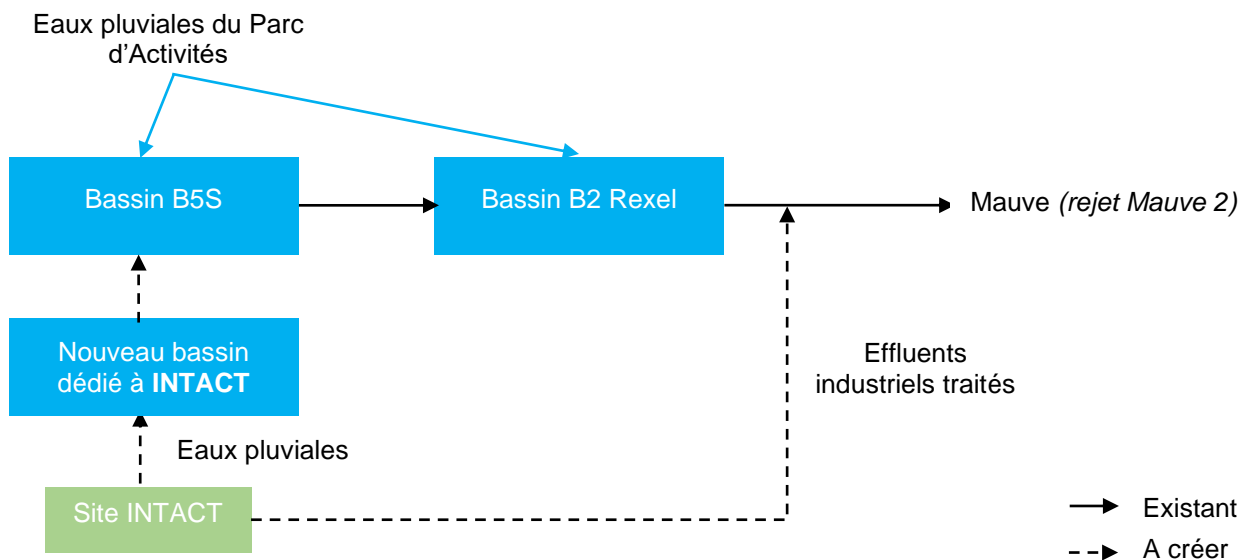 Eaux pluviales du Parc
d’Activités
Bassin B5S
Bassin B2 Rexel
Mauve (rejet Mauve 2)
Nouveau bassin
dédié à INTACT
Effluents
industriels traités
Eaux pluviales
Site INTACT
Existant
A créer